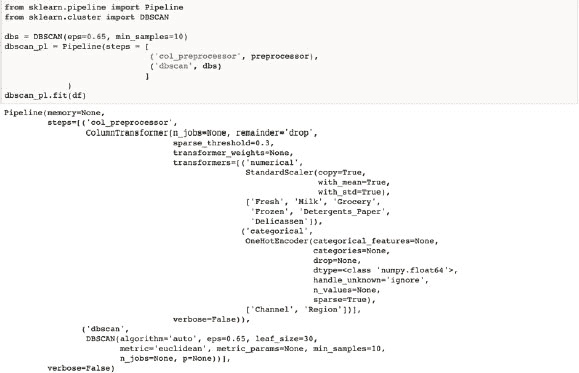 from sklearn.pipeline import Pipeline
from sklearn.cluster import DBSCAN
dbs = DBSCAN(eps=0.65, min_samples=10)
dbscan_pl = Pipeline(steps = [
('col_preprocessor', preprocessor),
('dbscan', dbs)
]
)
dbscan_pl.fit(df)
Pipeline(memory=None,
steps=[('col_preprocessor',
ColumnTransformer(n_jobs=None, remainder='drop',
sparse_threshold=0.3,
transformer_weights=None,
transformers=[('numerical',
StandardScaler(copy=True,
with_mean=True,
with_std=True),
['Fresh', 'Milk', 'Grocery',
'Frozen', 'Detergents_Paper',
'Delicassen']),
('categorical',
OneHotEncoder(categorical_features=None,
categories=None,
drop=None,
dtype=<class 'numpy.float64'>,
handle_unknown='ignore',
n_values=None,
sparse=True),
['Channel', 'Region'])],
verbose=False)),
('dbscan',
DBSCAN(algorithm='auto', eps=0.65, leaf_size=30,
metric='euclidean', metric_params=None, min_samples=10,
n_jobs=None, p=None))],
verbose=False)